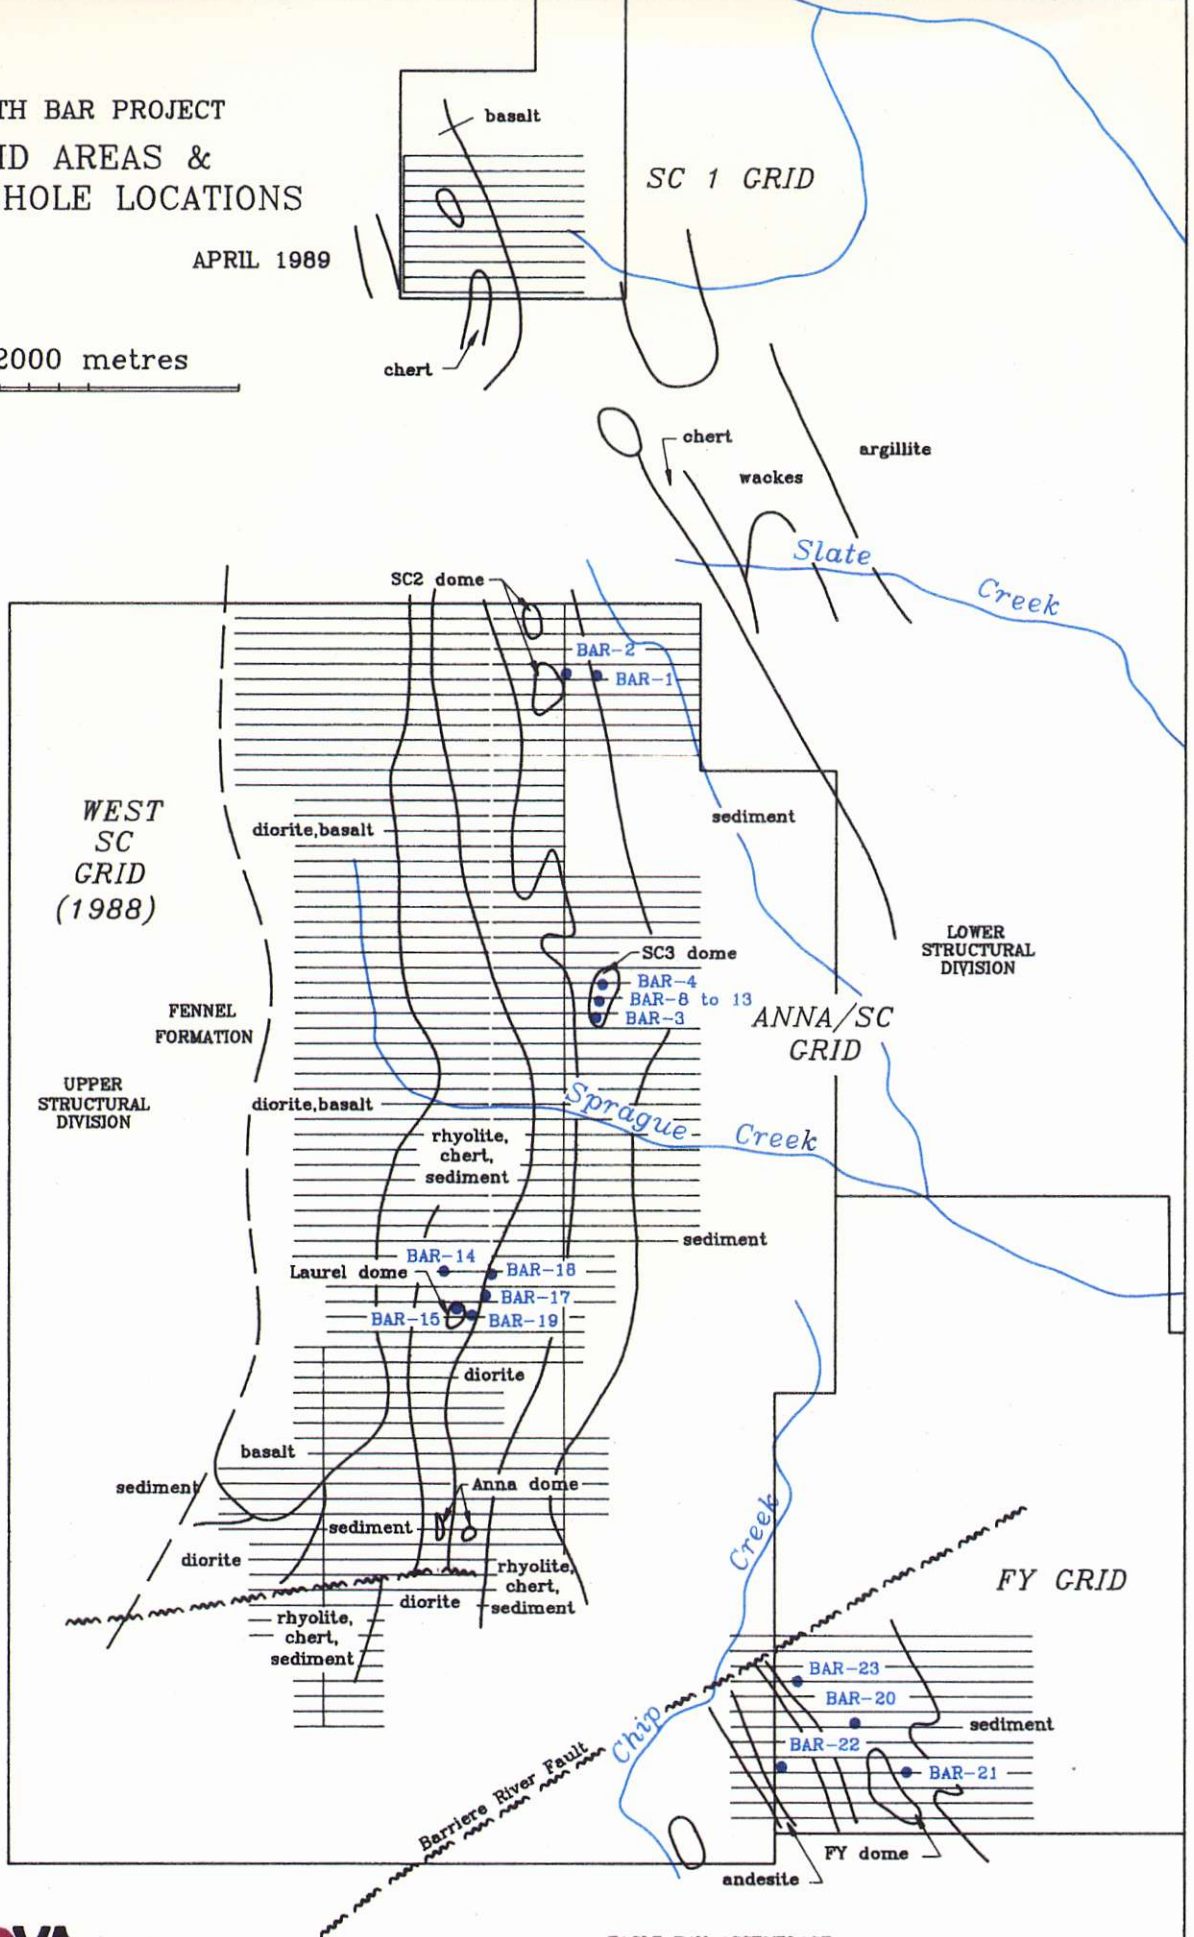 TH BAR PROJECT
ID AREAS &
HOLE LOCATIONS
APRIL 1989
2000 metres
basalt
SC 1 GRID
chert
chert
argillite
wackes
Slate
Creek
SC2 dome
BAR-2
BAR-1
WEST
SC
GRID
(1988)
diorite,basalt
sediment
LOWER
STRUCTURAL
DIVISION
SC3 dome
BAR-4
BAR-8 to 13
BAR-3
ANNA/SC
GRID
FENNEL
FORMATION
UPPER
STRUCTURAL
DIVISION
diorite,basalt
Sprague
Creek
rhyolite,
chert,
sediment
sediment
BAR-14
Laurel dome
BAR-18
BAR-17
BAR-15
BAR-19
diorite
basalt
sediment
Anna dome
sediment
diorite
rhyolite,
chert,
sediment
diorite
rhyolite,
chert,
sediment
Creek
Chip
FY GRID
BAR-23
BAR-20
sediment
BAR-22
BAR-21
Barriere River Fault
FY dome
andesite